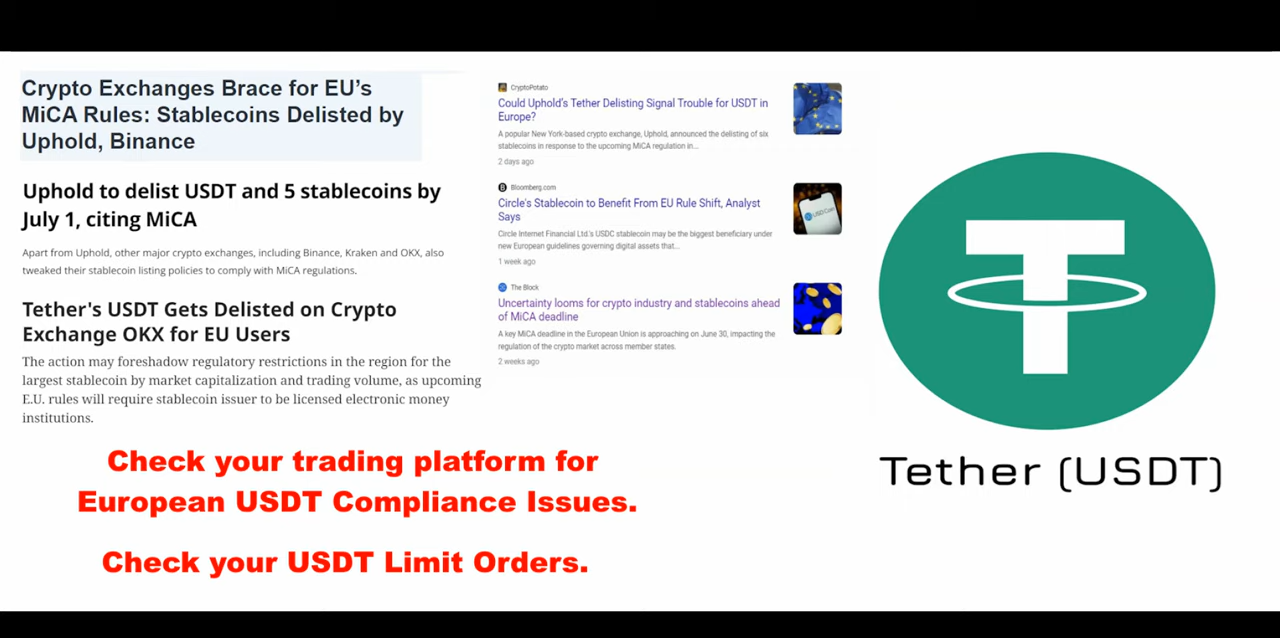 Crypto Exchanges Brace for EU's
MiCA Rules: Stablecoins Delisted by
Uphold, Binance
Uphold to delist USDT and 5 stablecoins by
July 1, citing MiCA
Apart from Uphold, other major crypto exchanges, including Binance, Kraken and OKX, also
tweaked their stablecoin listing policies to comply with MiCA regulations.
Tether's USDT Gets Delisted on Crypto
Exchange OKX for EU Users
The action may foreshadow regulatory restrictions in the region for the
largest stablecoin by market capitalization and trading volume, as upcoming
E.U. rules will require stablecoin issuer to be licensed electronic money
institutions.
CryptoPotato
Could Uphold's Tether Delisting Signal Trouble for USDT in
Europe?
A popular New York-based crypto exchange, Uphold, announced the delisting of six
stablecoins in response to the upcoming MiCA regulation in...
2 days ago
Bloomberg.com
Circle's Stablecoin to Benefit From EU Rule Shift, Analyst
Says
Circle Internet Financial Ltd.'s USDC stablecoin may be the biggest beneficiary under
new European guidelines governing digital assets that...
1 week ago
The Block
Uncertainty looms for crypto industry and stablecoins ahead
of MiCA deadline
A key MiCA deadline in the European Union is approaching on June 30, impacting the
regulation of the crypto market across member states.
2 weeks ago
Tether (USDT)
Check your trading platform for
European USDT Compliance Issues.
Check your USDT Limit Orders.